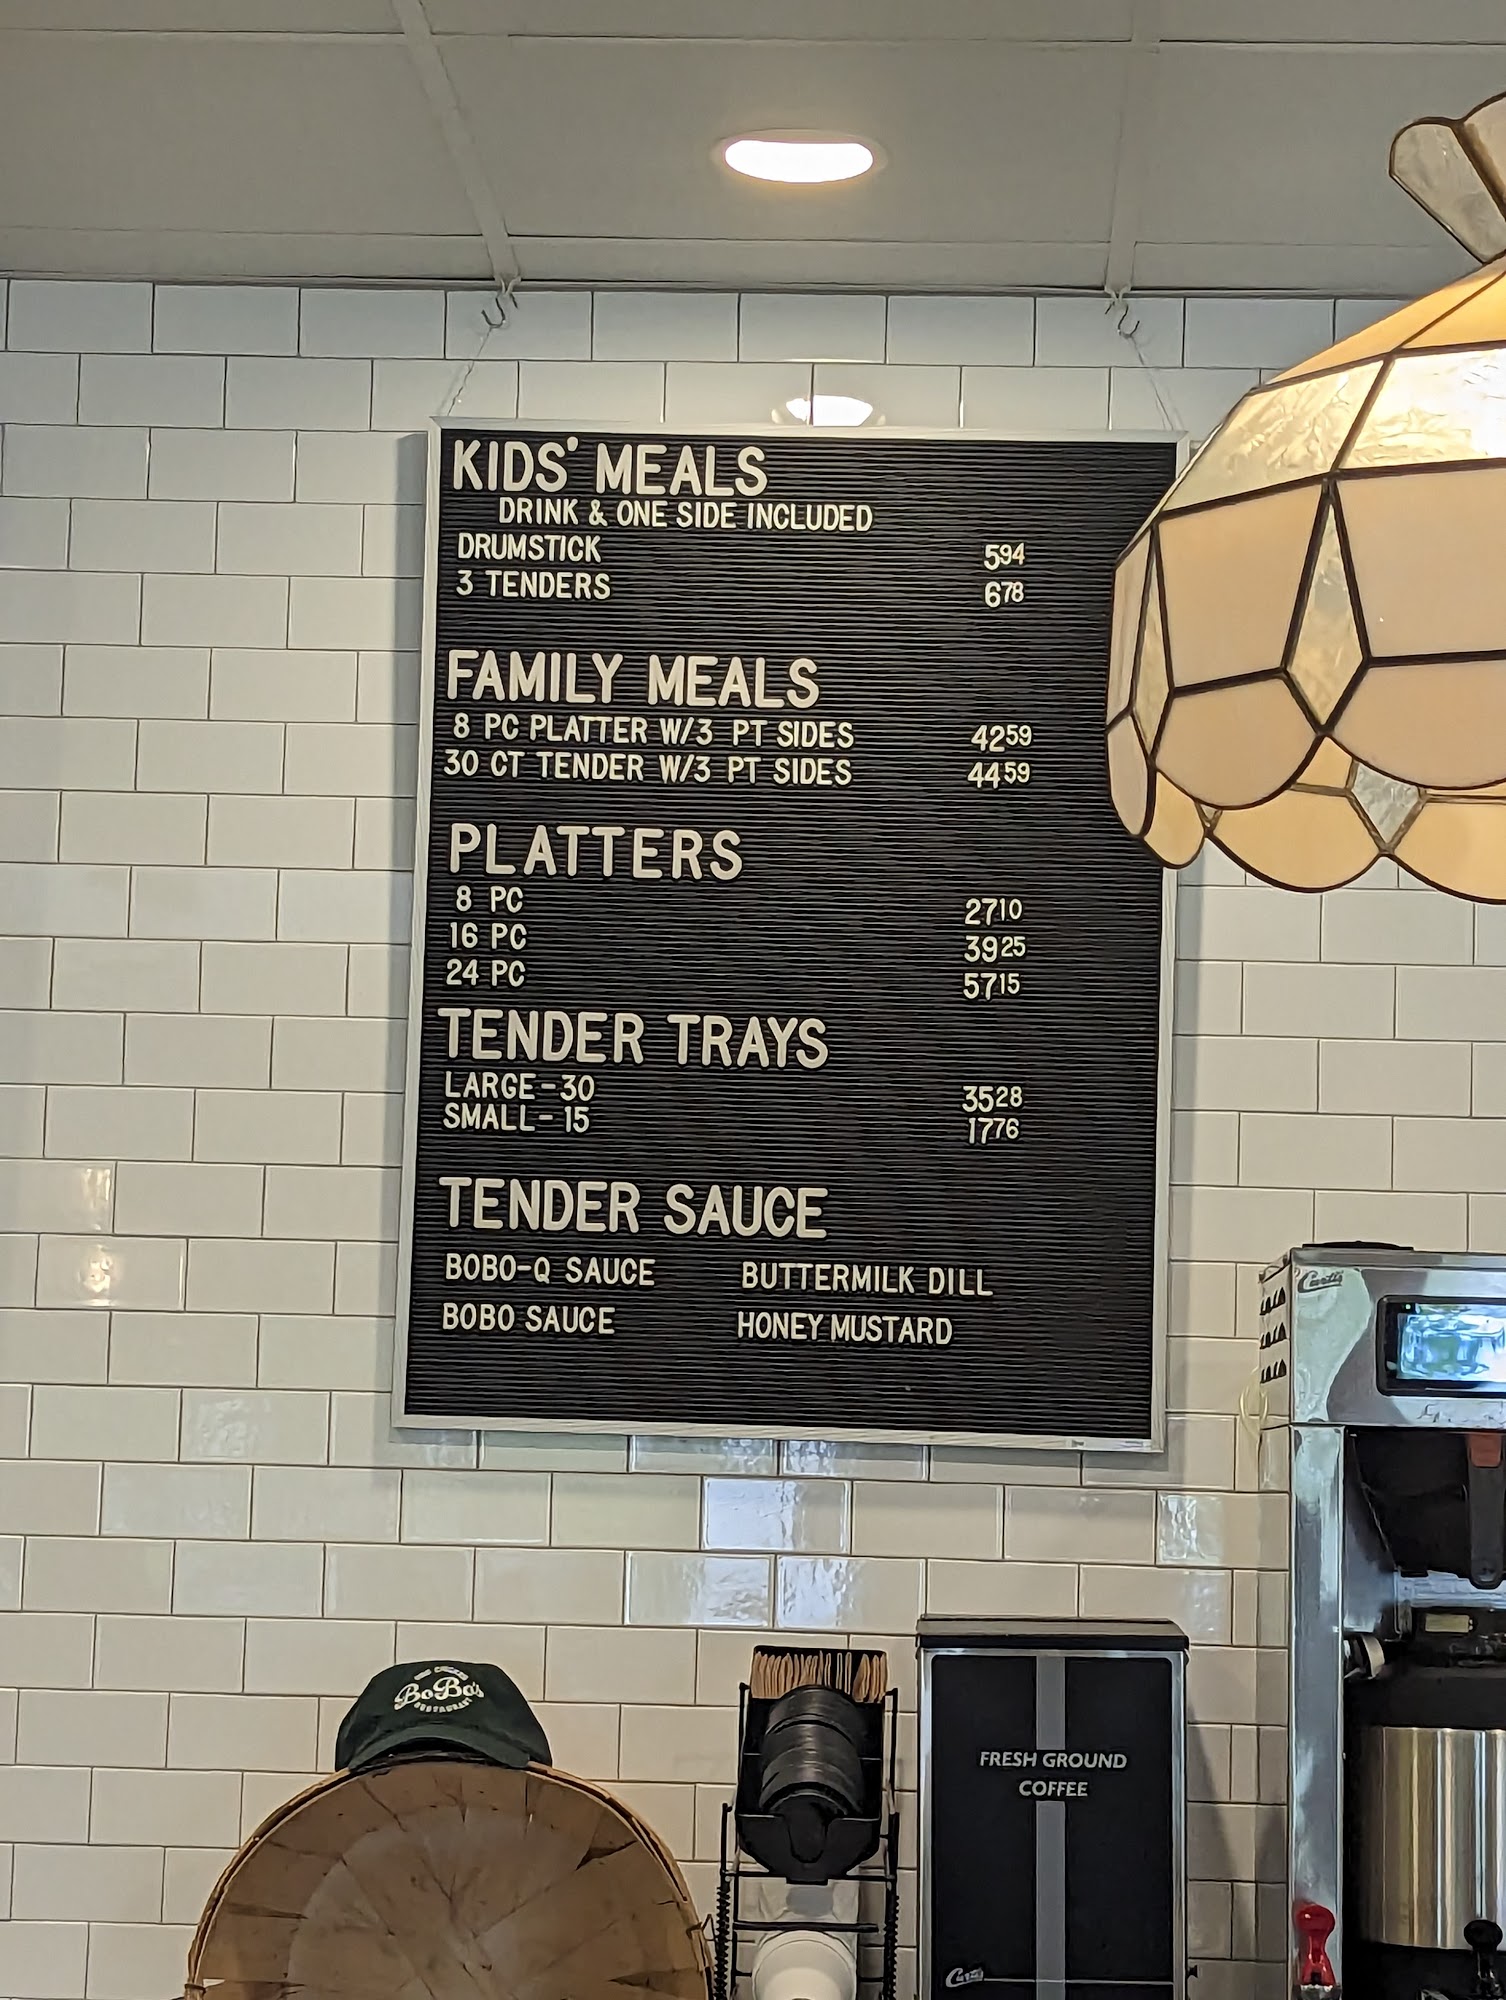 KIDS' MEALS
DRINK & ONE SIDE INCLUDED
DRUMSTICK 594
3 TENDERS 678
FAMILY MEALS
8 PC PLATTER W/3 PT SIDES 4259
30 CT TENDER W/3 PT SIDES 4459
PLATTERS
8 PC 2710
16 PC 3925
24 PC 5715
TENDER TRAYS
LARGE-30 3528
SMALL-15 1776
TENDER SAUCE
BOBO-Q SAUCE BUTTERMILK DILL
BOBO SAUCE HONEY MUSTARD
Curtis
BoBo's
RESTAURANT
FRESH GROUND
COFFEE
Curtis